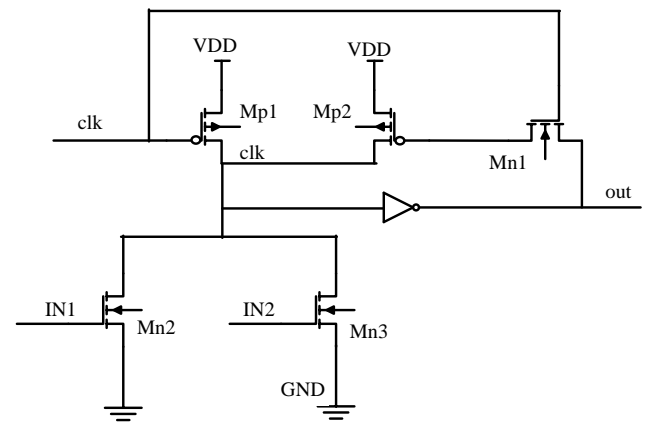 VDD
VDD
clk
Mp1
Mp2
clk
Mn1
out
IN1
Mn2
IN2
Mn3
GND